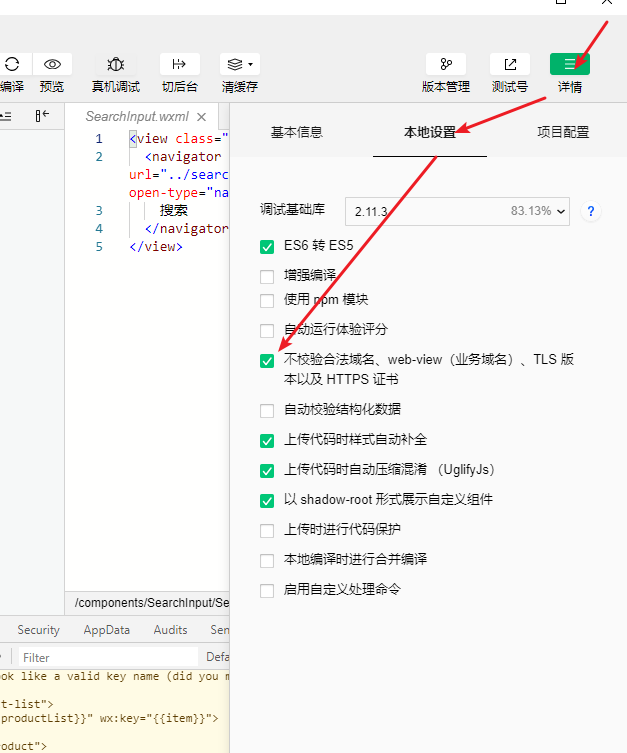 编译 预览 真机调试 切后台 清缓存 版本管理 测试号 详情
SearchInput.wxml ×
基本信息 本地设置 项目配置
1 <view class="
2 <navigator
url="../searc
open-type="na
3 搜索
4 </navigator
5 </view>
调试基础库 2.11.3 83.13% ?
ES6 转 ES5
增强编译
使用 npm 模块
自动运行体验评分
不校验合法域名、web-view（业务域名）、TLS 版
本以及 HTTPS 证书
自动校验结构化数据
上传代码时样式自动补全
上传代码时自动压缩混淆 （UglifyJs）
以 shadow-root 形式展示自定义组件
上传时进行代码保护
本地编译时进行合并编译
启用自定义处理命令
/components/SearchInput/Se
Security AppData Audits Sen
Filter Defa
ook like a valid key name (did you m
t-list">
productList}}" wx:key="{{item}}">
oduct">